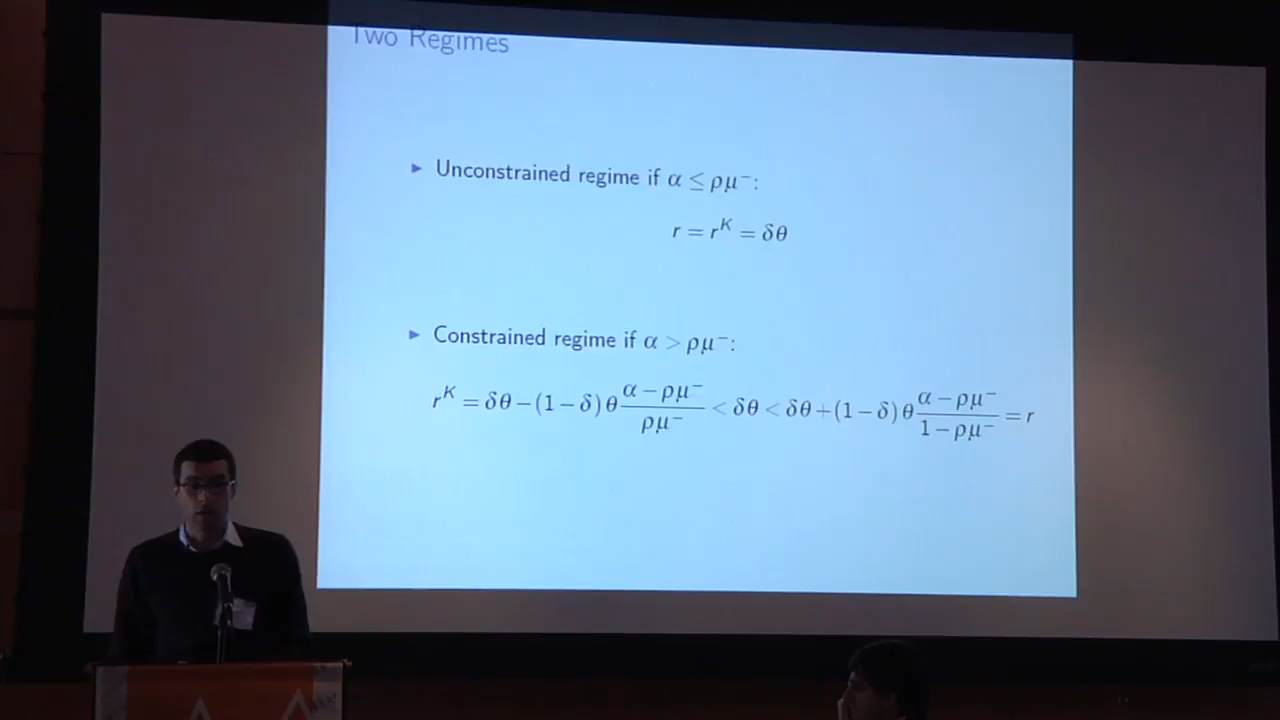 Two Regimes
▶ Unconstrained regime if α ≤ ρμ⁻:
r = r^K = δθ
▶ Constrained regime if α > ρμ⁻:
r^K = δθ − (1 − δ) θ (α − ρμ⁻)/(ρμ⁻) < δθ < δθ + (1 − δ) θ (α − ρμ⁻)/(1 − ρμ⁻) = r